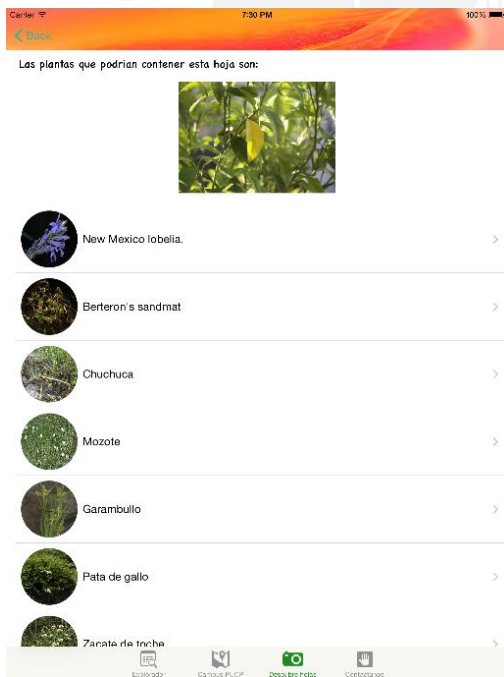 Carrier 7:30 PM 100%
Back
Las plantas que podrian contener esta hoja son:
New Mexico lobelia.
Berteron's sandmat
Chuchuca
Mozote
Garambullo
Pata de gallo
Zacate de toche
Explorador Campus PUCP Descubre hojas Contactanos